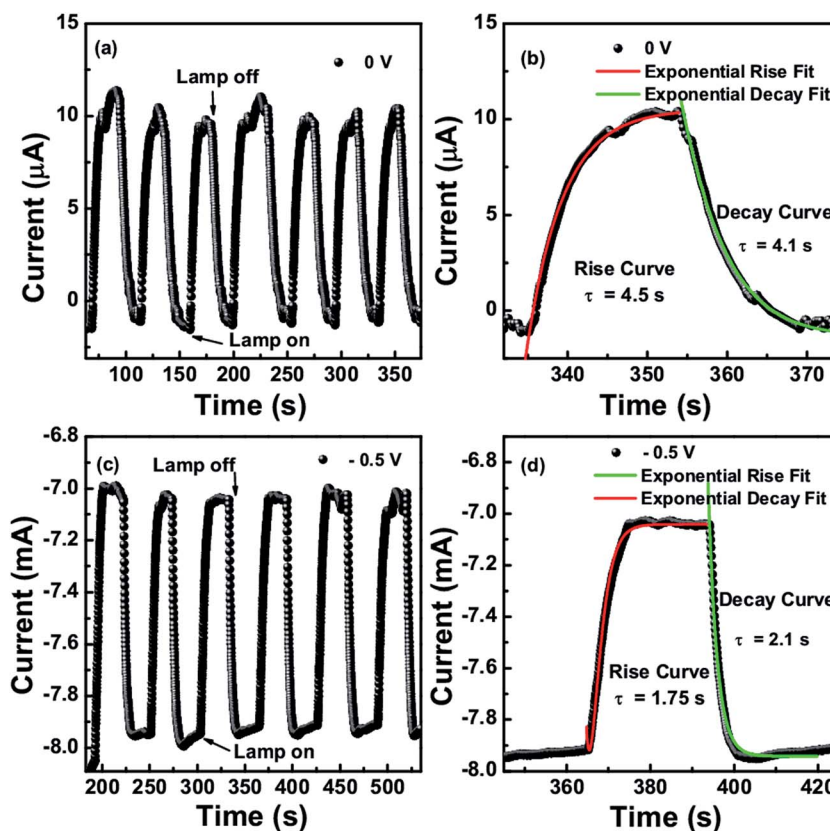 (a)
0 V
Lamp off
Lamp on
Current (μA)
15
10
5
0
100
150
200
250
300
350
Time (s)
(b)
0 V
Exponential Rise Fit
Exponential Decay Fit
Decay Curve
τ = 4.1 s
Rise Curve
τ = 4.5 s
Current (μA)
15
10
5
0
340
350
360
370
Time (s)
(c)
- 0.5 V
Lamp off
Lamp on
Current (mA)
-6.8
-7.0
-7.2
-7.4
-7.6
-7.8
-8.0
200
250
300
350
400
450
500
Time (s)
(d)
- 0.5 V
Exponential Rise Fit
Exponential Decay Fit
Decay Curve
τ = 2.1 s
Rise Curve
τ = 1.75 s
Current (mA)
-6.8
-7.0
-7.2
-7.4
-7.6
-7.8
-8.0
360
380
400
420
Time (s)